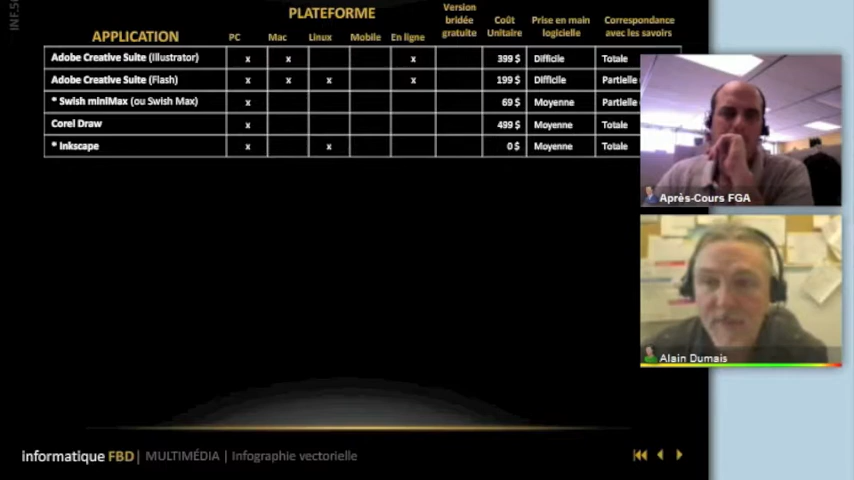 PLATEFORME
Version bridée gratuite
Coût Unitaire
Prise en main logicielle
Correspondance avec les savoirs
APPLICATION PC Mac Linux Mobile En ligne
Adobe Creative Suite (Illustrator) x x x 399 $ Difficile Totale
Adobe Creative Suite (Flash) x x x x 199 $ Difficile Partielle
* Swish miniMax (ou Swish Max) x 69 $ Moyenne Partielle
Corel Draw x 499 $ Moyenne Totale
* Inkscape x x 0 $ Moyenne Totale
Après-Cours FGA
Alain Dumais
informatique FBD | MULTIMÉDIA | Infographie vectorielle